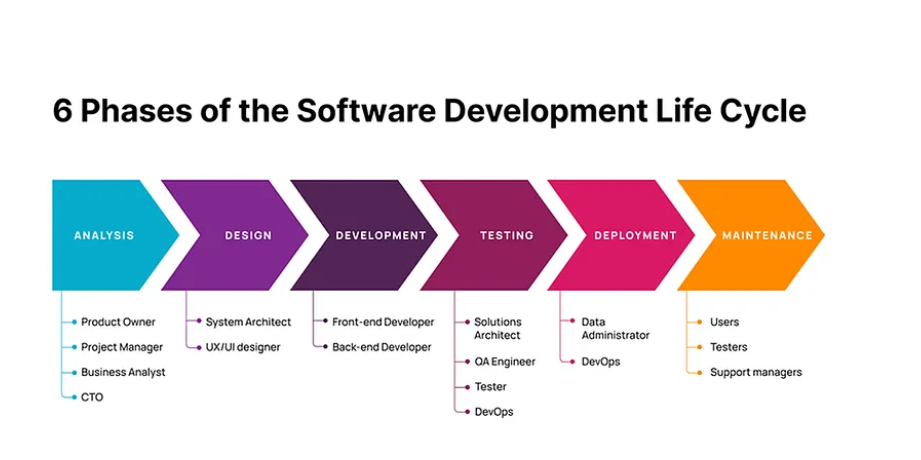 6 Phases of the Software Development Life Cycle
ANALYSIS
DESIGN
DEVELOPMENT
TESTING
DEPLOYMENT
MAINTENANCE
Product Owner
Project Manager
Business Analyst
CTO
System Architect
UX/UI designer
Front-end Developer
Back-end Developer
Solutions
Architect
QA Engineer
Tester
DevOps
Data
Administrator
DevOps
Users
Testers
Support managers